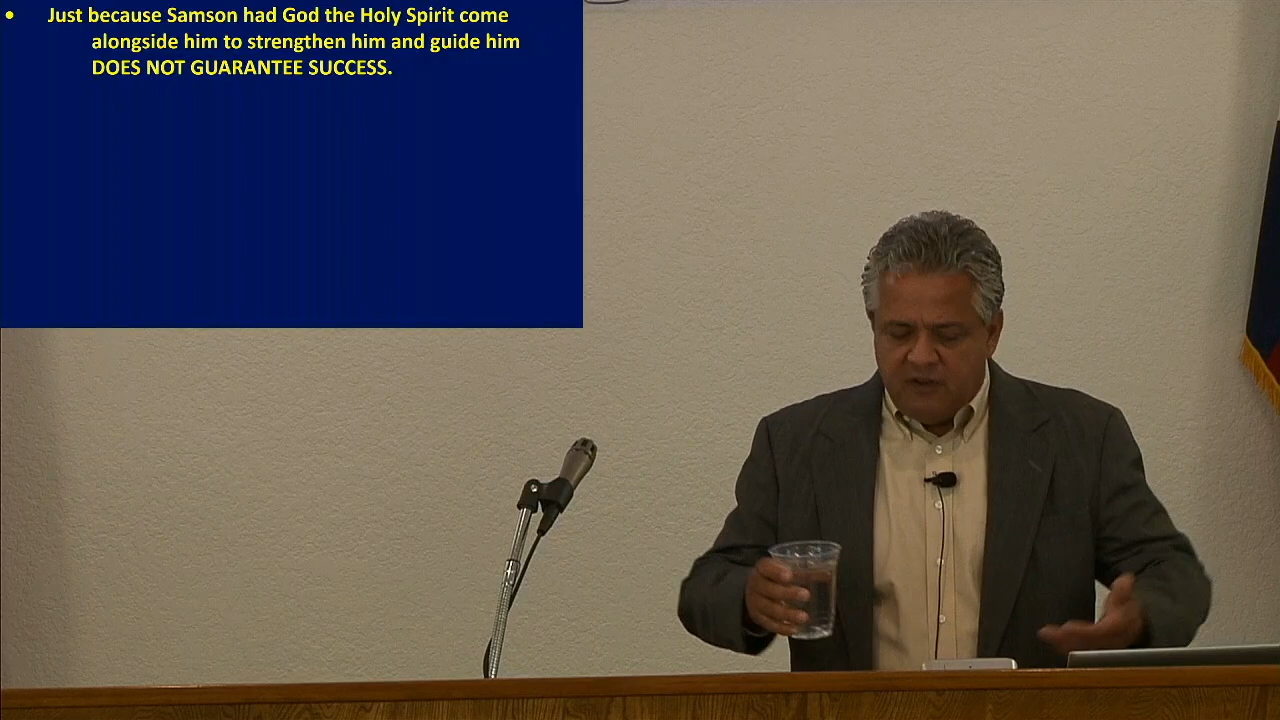 • Just because Samson had God the Holy Spirit come
alongside him to strengthen him and guide him
DOES NOT GUARANTEE SUCCESS.